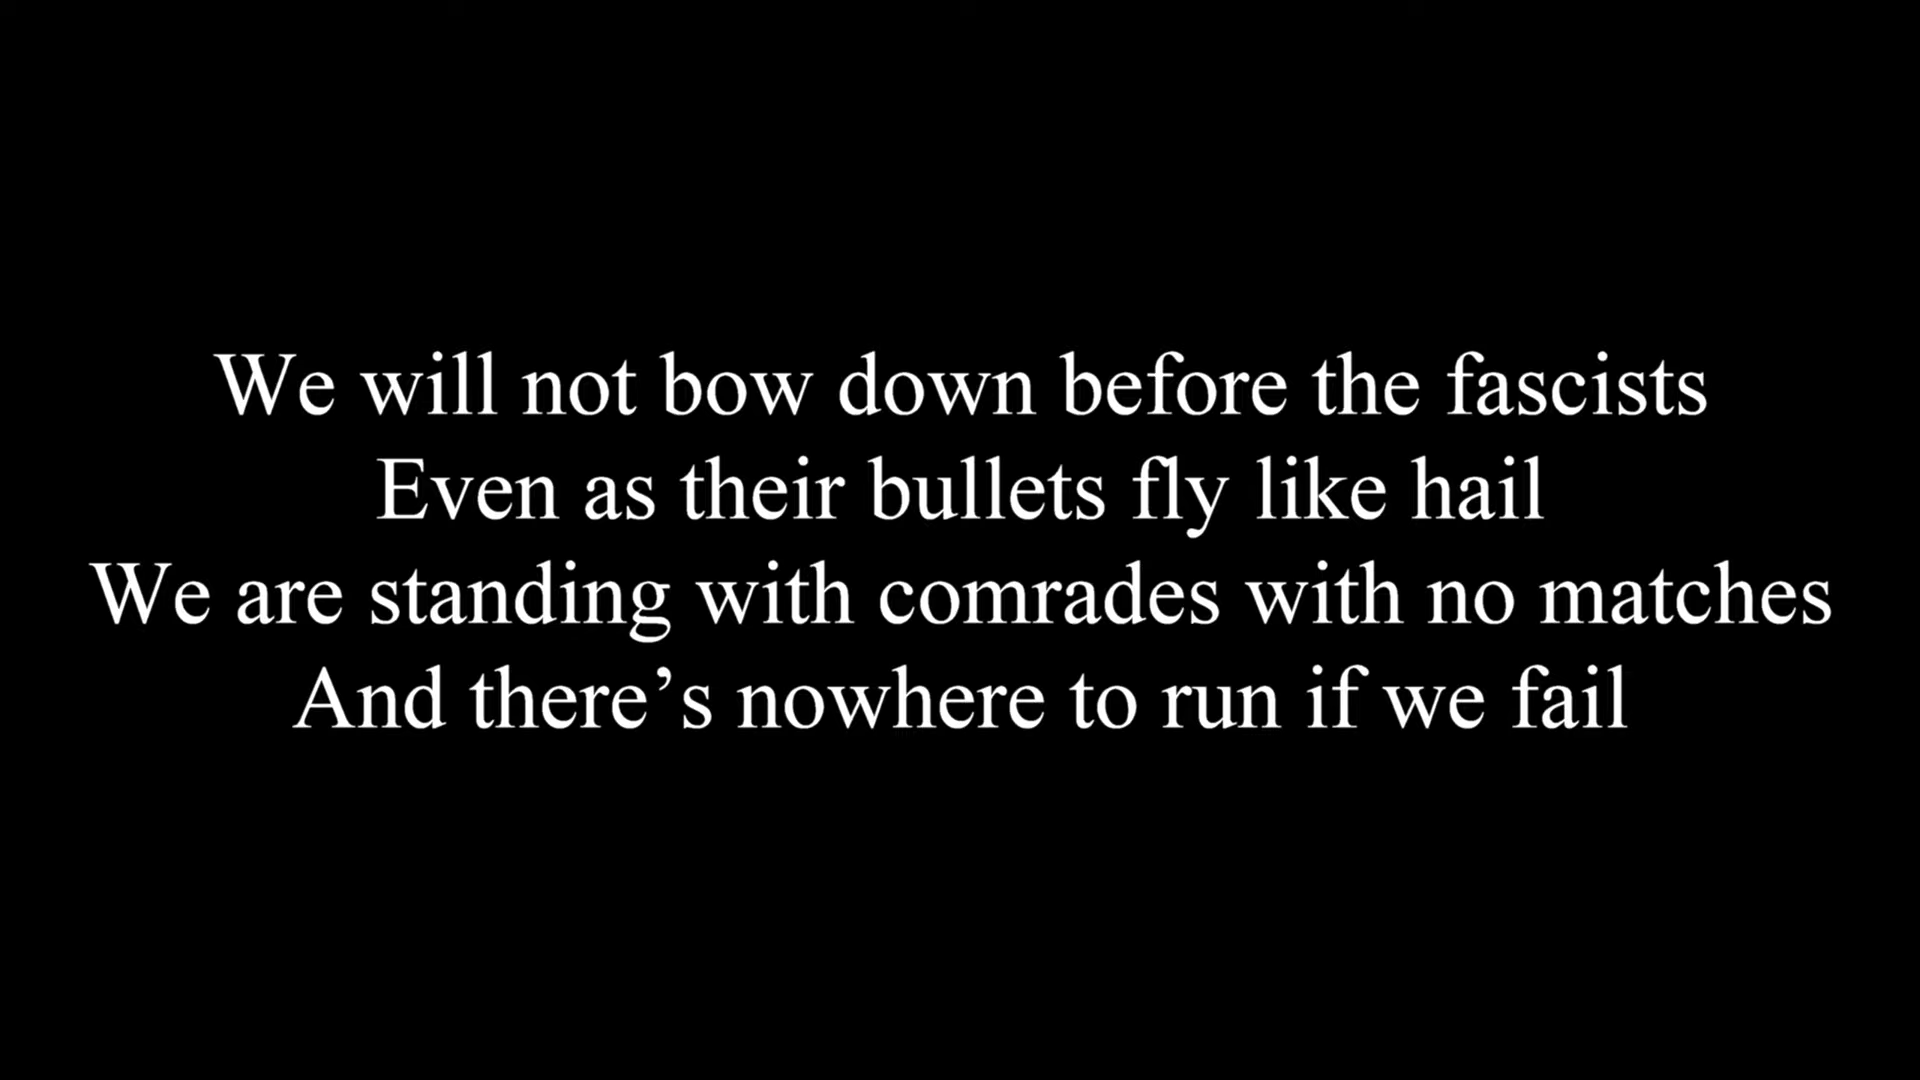 We will not bow down before the fascists
Even as their bullets fly like hail
We are standing with comrades with no matches
And there’s nowhere to run if we fail